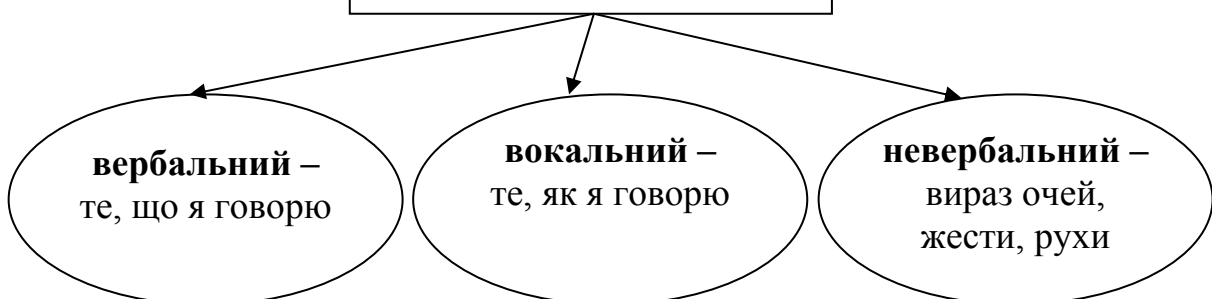 вербальний –
те, що я говорю
вокальний –
те, як я говорю
невербальний –
вираз очей,
жести, рухи